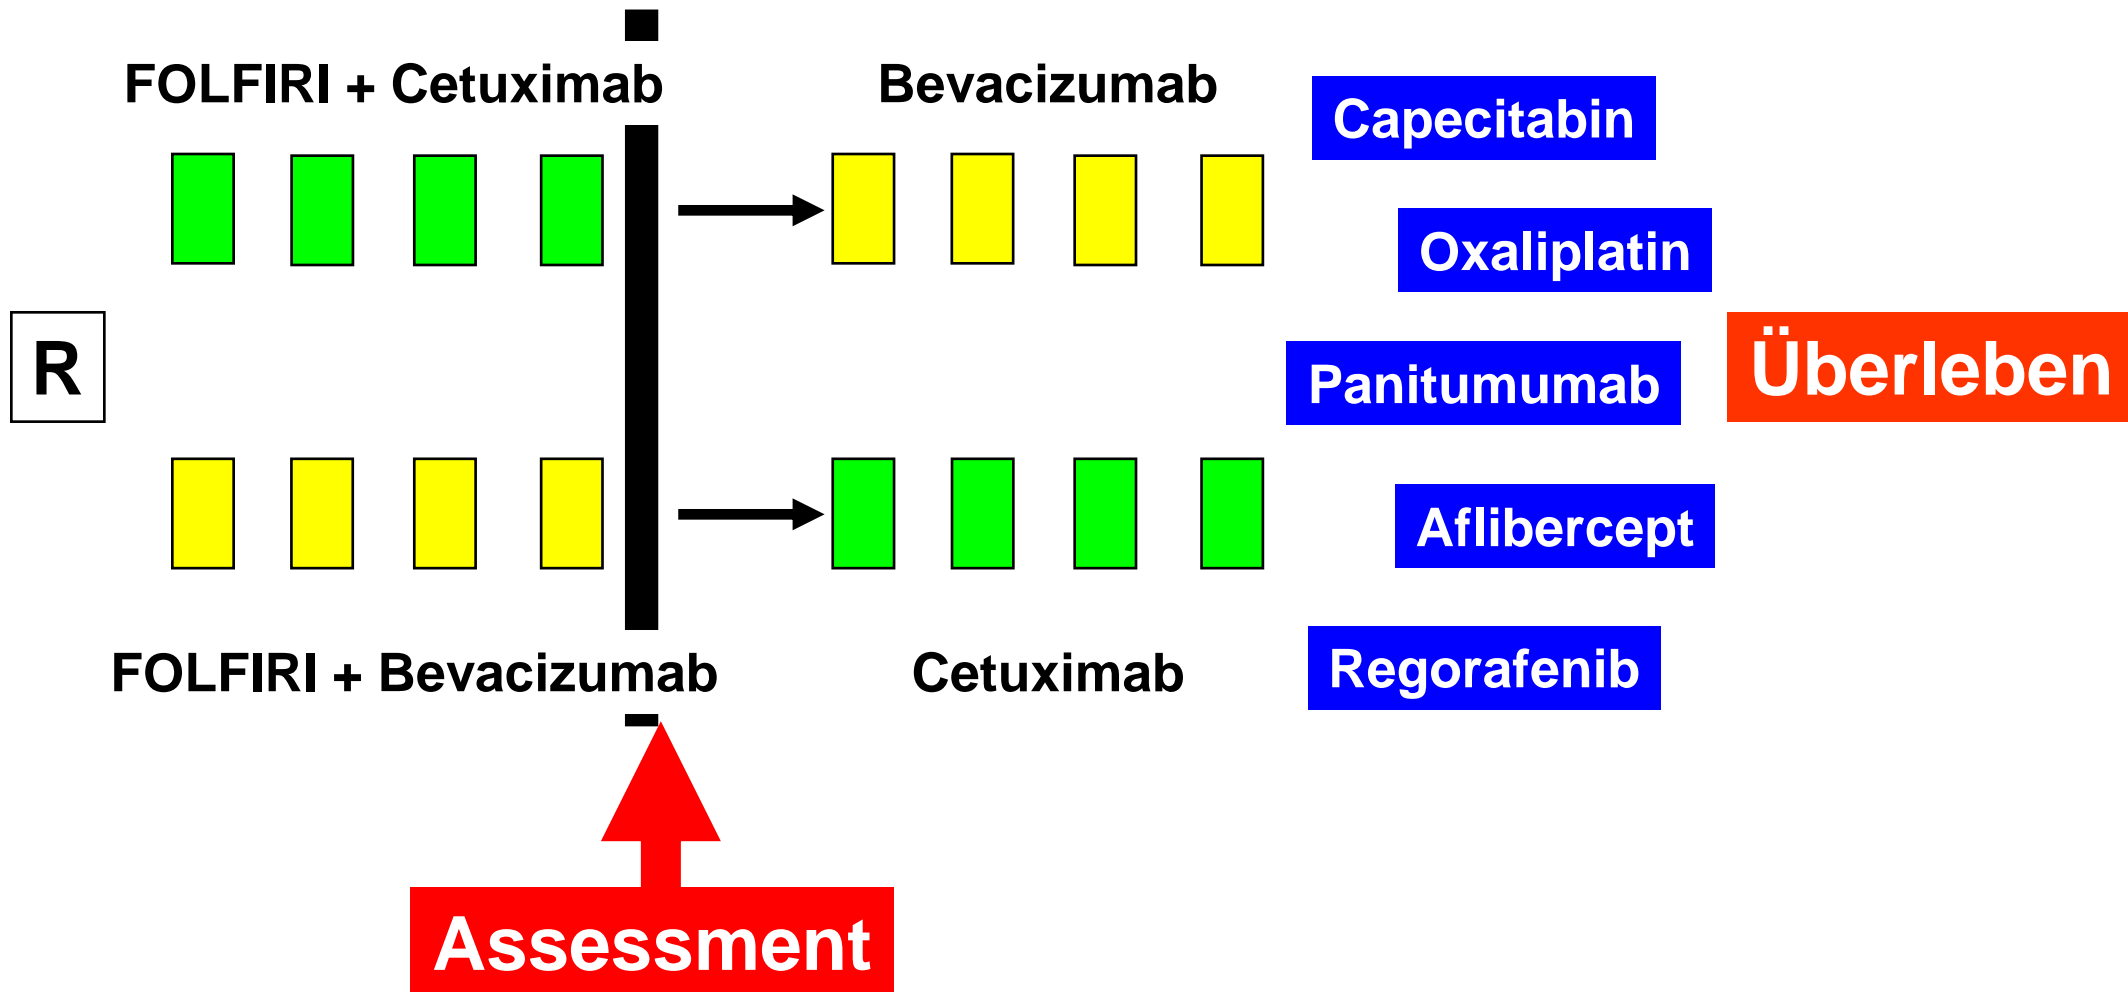 FOLFIRI + Cetuximab
Bevacizumab
Capecitabin
Oxaliplatin
R
Panitumumab
Überleben
Aflibercept
FOLFIRI + Bevacizumab
Cetuximab
Regorafenib
Assessment